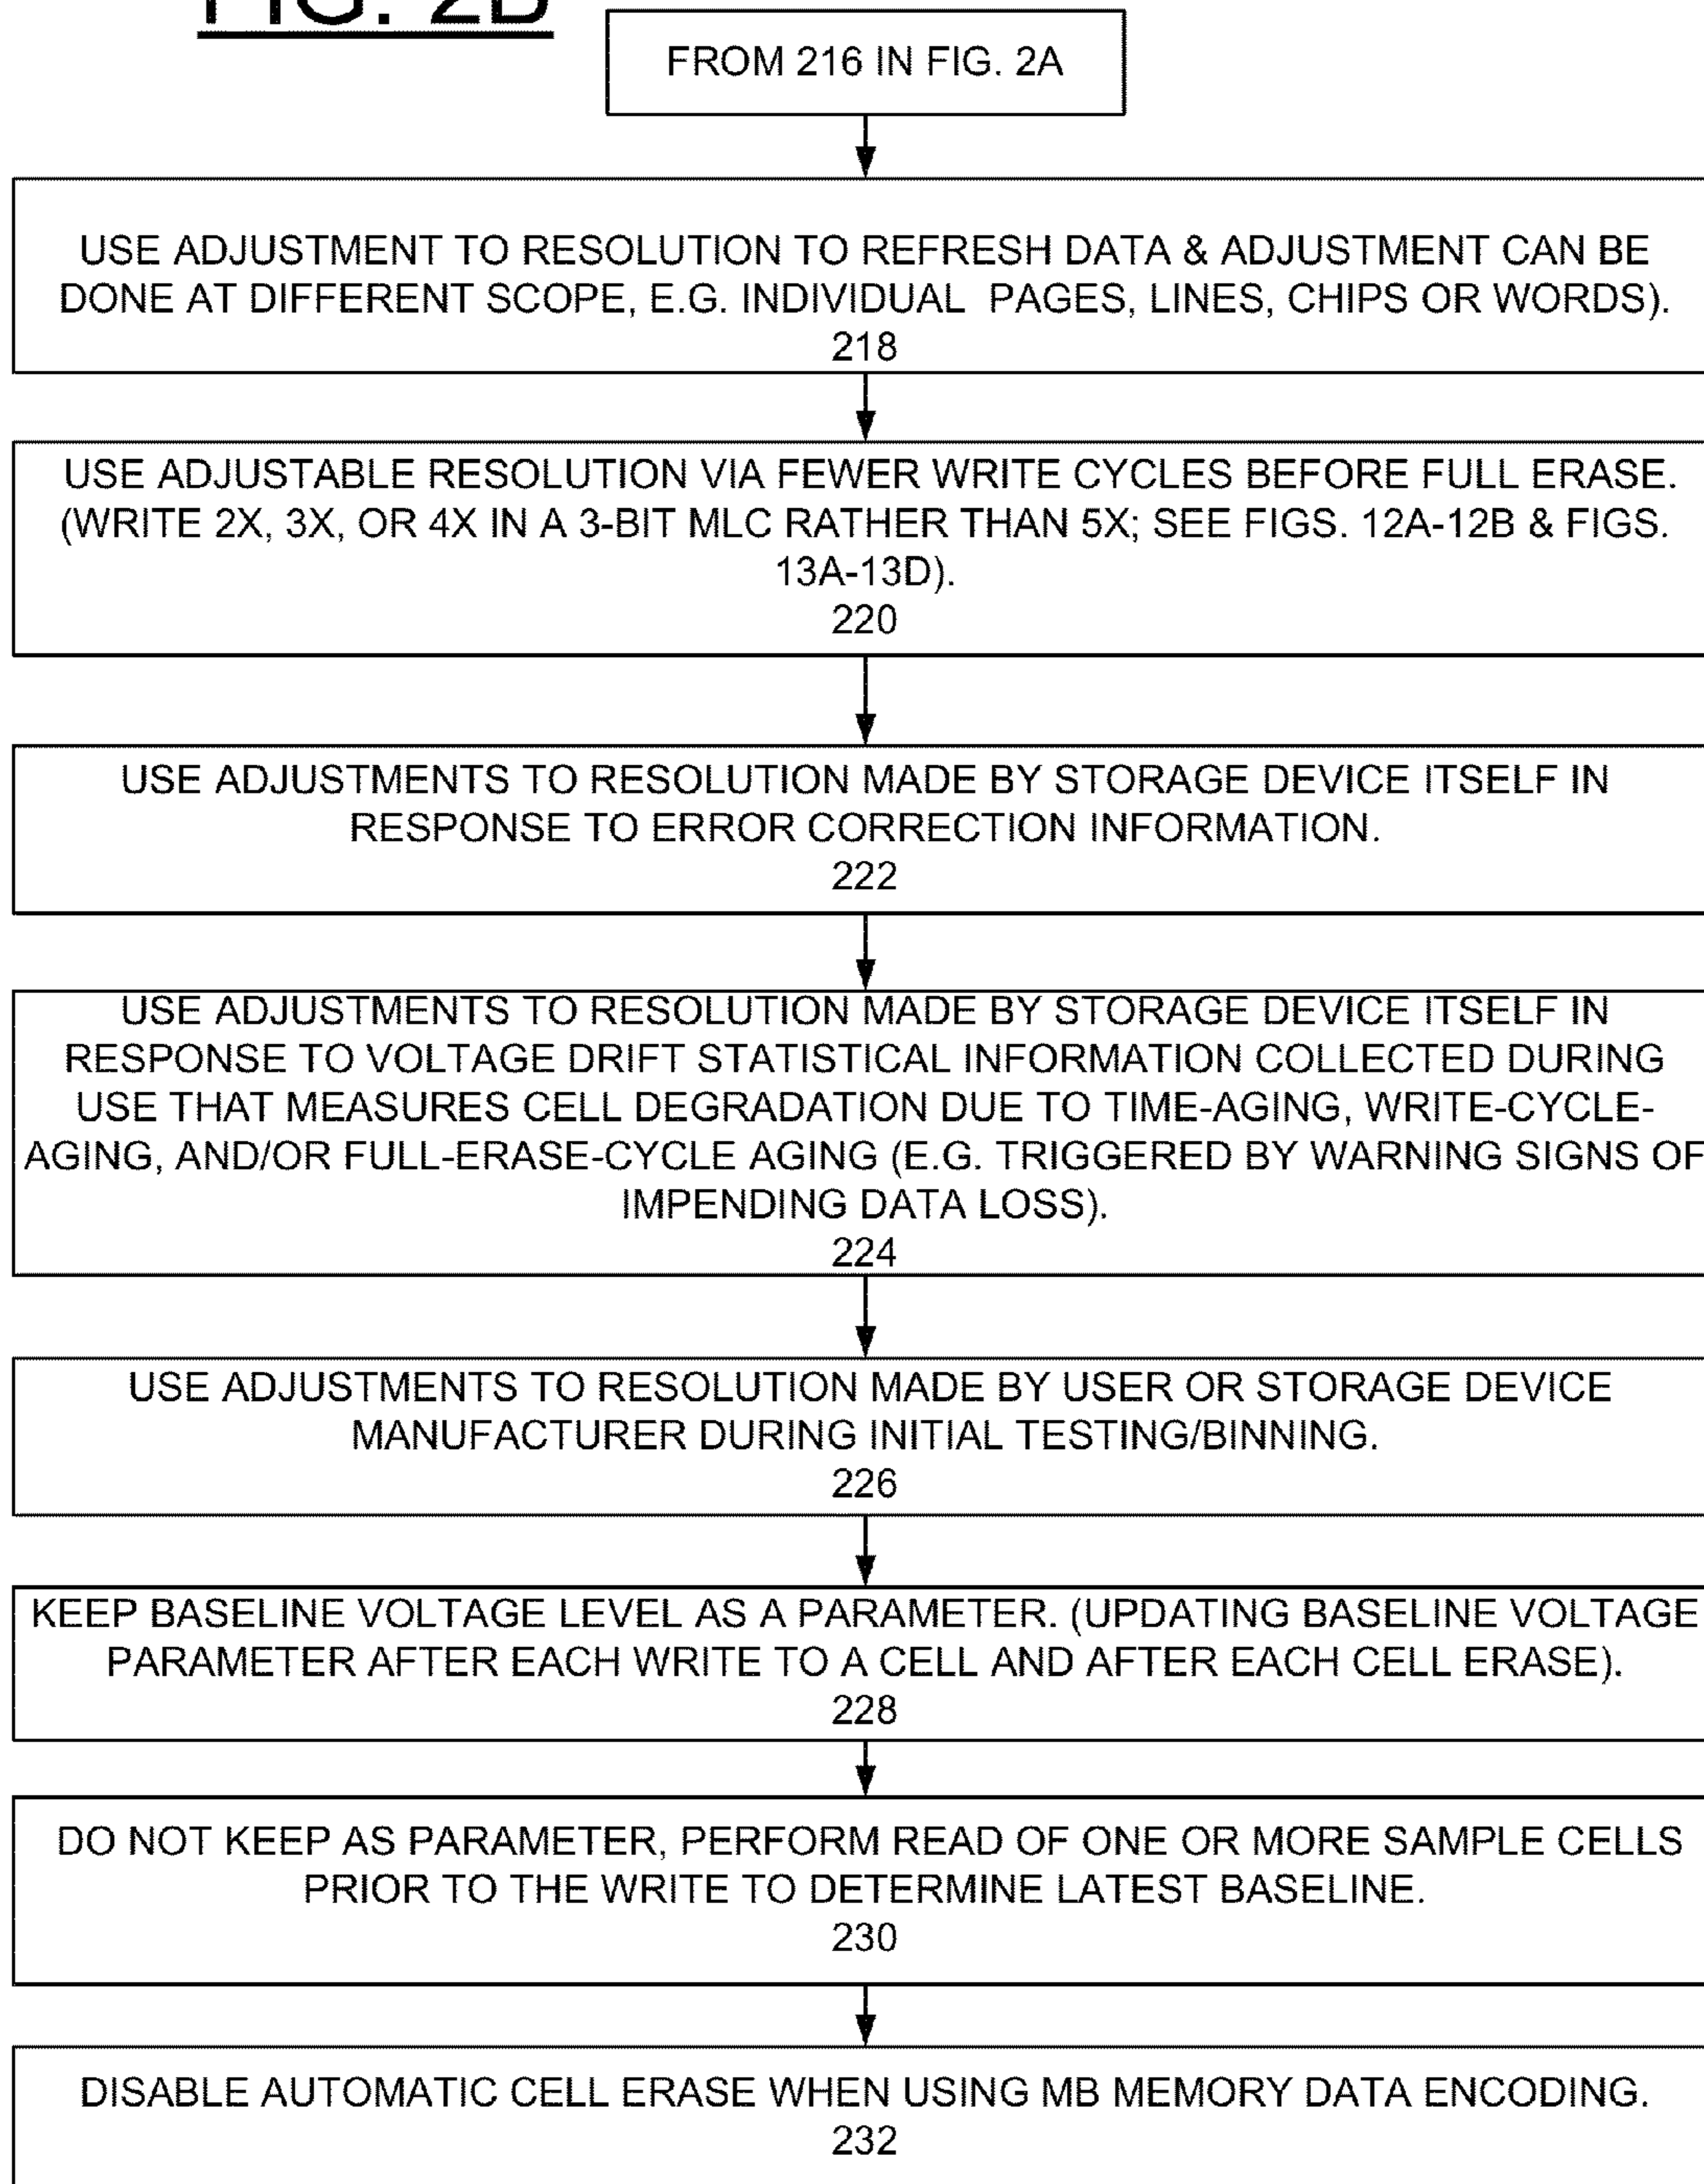 FIG. 2B
FROM 216 IN FIG. 2A
USE ADJUSTMENT TO RESOLUTION TO REFRESH DATA & ADJUSTMENT CAN BE
DONE AT DIFFERENT SCOPE, E.G. INDIVIDUAL PAGES, LINES, CHIPS OR WORDS).
218
USE ADJUSTABLE RESOLUTION VIA FEWER WRITE CYCLES BEFORE FULL ERASE.
(WRITE 2X, 3X, OR 4X IN A 3-BIT MLC RATHER THAN 5X; SEE FIGS. 12A-12B & FIGS.
13A-13D).
220
USE ADJUSTMENTS TO RESOLUTION MADE BY STORAGE DEVICE ITSELF IN
RESPONSE TO ERROR CORRECTION INFORMATION.
222
USE ADJUSTMENTS TO RESOLUTION MADE BY STORAGE DEVICE ITSELF IN
RESPONSE TO VOLTAGE DRIFT STATISTICAL INFORMATION COLLECTED DURING
USE THAT MEASURES CELL DEGRADATION DUE TO TIME-AGING, WRITE-CYCLE-
AGING, AND/OR FULL-ERASE-CYCLE AGING (E.G. TRIGGERED BY WARNING SIGNS OF
IMPENDING DATA LOSS).
224
USE ADJUSTMENTS TO RESOLUTION MADE BY USER OR STORAGE DEVICE
MANUFACTURER DURING INITIAL TESTING/BINNING.
226
KEEP BASELINE VOLTAGE LEVEL AS A PARAMETER. (UPDATING BASELINE VOLTAGE
PARAMETER AFTER EACH WRITE TO A CELL AND AFTER EACH CELL ERASE).
228
DO NOT KEEP AS PARAMETER, PERFORM READ OF ONE OR MORE SAMPLE CELLS
PRIOR TO THE WRITE TO DETERMINE LATEST BASELINE.
230
DISABLE AUTOMATIC CELL ERASE WHEN USING MB MEMORY DATA ENCODING.
232